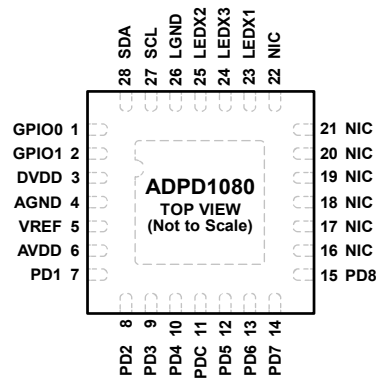 28 SDA
27 SCL
26 LGND
25 LEDX2
24 LEDX3
23 LEDX1
22 NIC
GPIO0 1
GPIO1 2
DVDD 3
AGND 4
VREF 5
AVDD 6
PD1 7
ADPD1080
TOP VIEW
(Not to Scale)
21 NIC
20 NIC
19 NIC
18 NIC
17 NIC
16 NIC
15 PD8
PD2 8
PD3 9
PD4 10
PDC 11
PD5 12
PD6 13
PD7 14